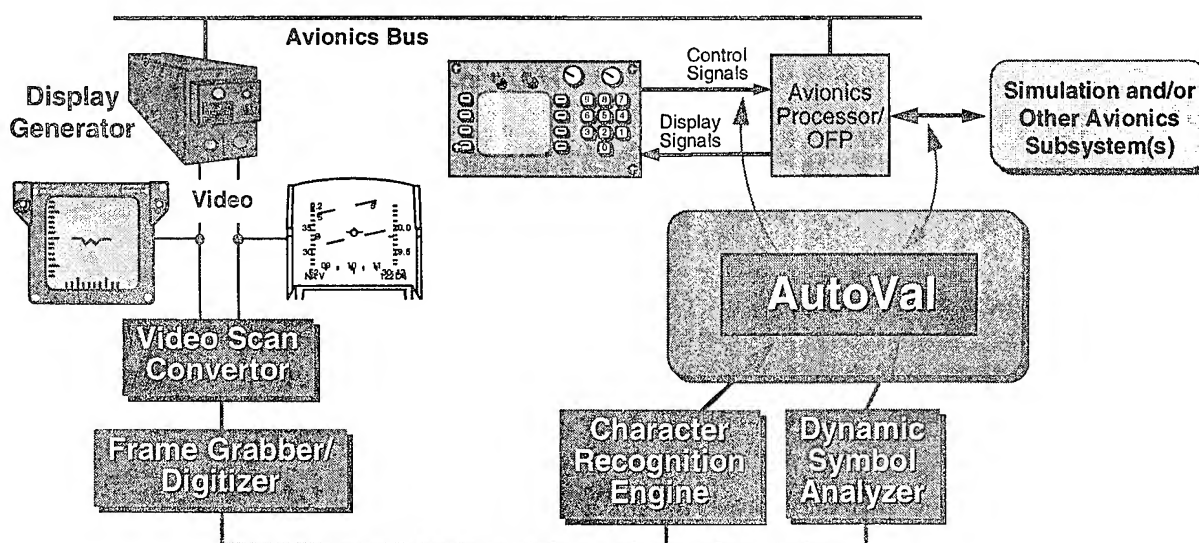 Avionics Bus
Display
Generator
Control
Signals
Display
Signals
Avionics
Processor/
OFP
Simulation and/or
Other Avionics
Subsystem(s)
Video
AutoVal
Video Scan
Convertor
Frame Grabber/
Digitizer
Character
Recognition
Engine
Dynamic
Symbol
Analyzer